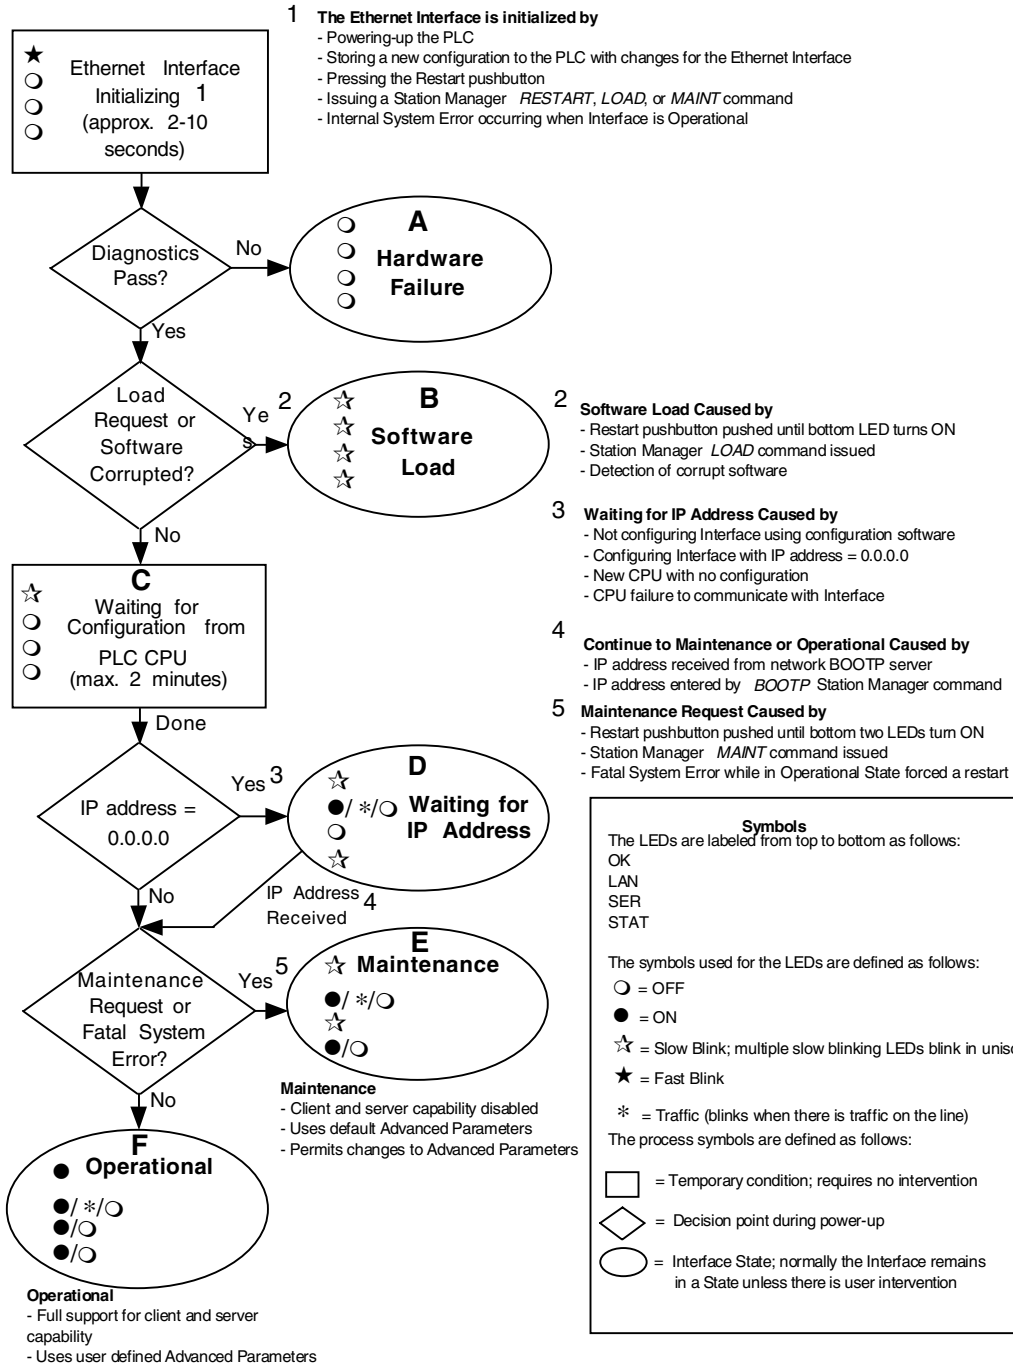 1 The Ethernet Interface is initialized by
- Powering-up the PLC
- Storing a new configuration to the PLC with changes for the Ethernet Interface
- Pressing the Restart pushbutton
- Issuing a Station Manager RESTART, LOAD, or MAINT command
- Internal System Error occurring when Interface is Operational
Ethernet Interface
Initializing 1
(approx. 2-10
seconds)
Diagnostics
Pass?
No
A
Hardware
Failure
Yes
Load
Request or
Software
Corrupted?
Ye 2
s
B
Software
Load
2 Software Load Caused by
- Restart pushbutton pushed until bottom LED turns ON
- Station Manager LOAD command issued
- Detection of corrupt software
No
3 Waiting for IP Address Caused by
- Not configuring Interface using configuration software
- Configuring Interface with IP address = 0.0.0.0
- New CPU with no configuration
- CPU failure to communicate with Interface
C
Waiting for
Configuration from
PLC CPU
(max. 2 minutes)
4 Continue to Maintenance or Operational Caused by
- IP address received from network BOOTP server
- IP address entered by BOOTP Station Manager command
5 Maintenance Request Caused by
- Restart pushbutton pushed until bottom two LEDs turn ON
- Station Manager MAINT command issued
- Fatal System Error while in Operational State forced a restart
Done
IP address =
0.0.0.0
Yes 3
D
/ */
Waiting for
IP Address
No
IP Address 4
Received
Maintenance
Request or
Fatal System
Error?
Yes 5
E
Maintenance
/ */
/
Maintenance
- Client and server capability disabled
- Uses default Advanced Parameters
- Permits changes to Advanced Parameters
No
F
Operational
/ */
/
/
Operational
- Full support for client and server
capability
- Uses user defined Advanced Parameters
Symbols
The LEDs are labeled from top to bottom as follows:
OK
LAN
SER
STAT
The symbols used for the LEDs are defined as follows:
= OFF
= ON
= Slow Blink; multiple slow blinking LEDs blink in
= Fast Blink
* = Traffic (blinks when there is traffic on the line)
The process symbols are defined as follows:
= Temporary condition; requires no intervention
= Decision point during power-up
= Interface State; normally the Interface remains
in a State unless there is user intervention